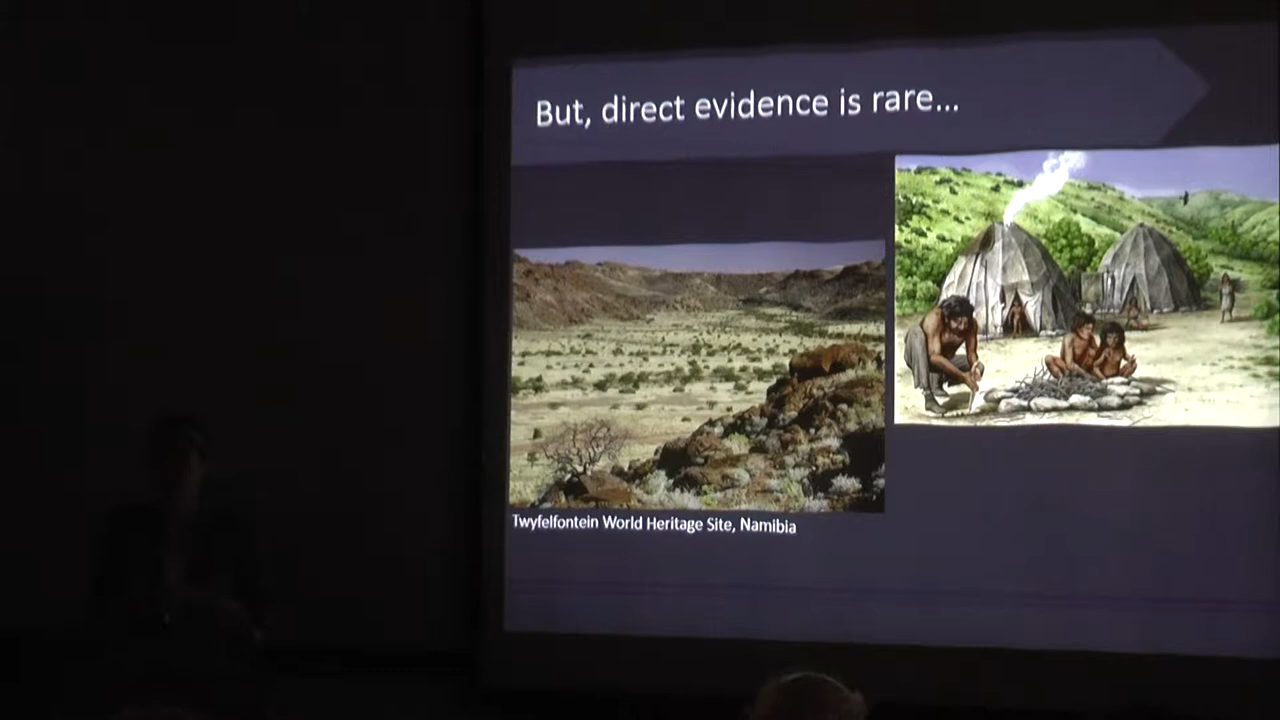 But, direct evidence is rare...
Twyfelfontein World Heritage Site, Namibia